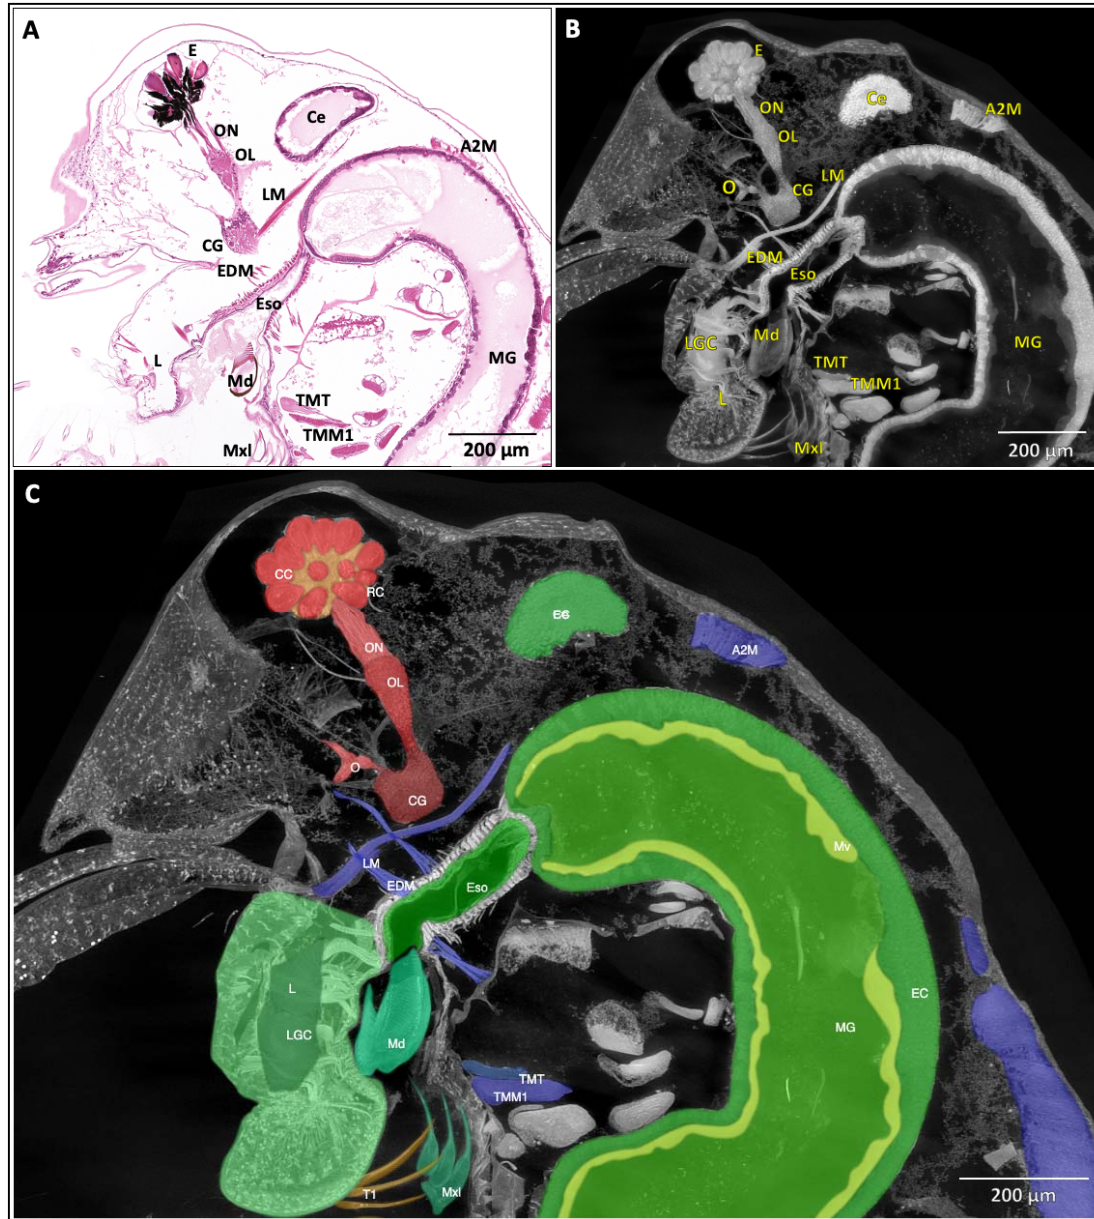 A
E
ON
OL
Ce
A2M
LM
CG
EDM
Eso
L
MG
Md
TMT
TMM1
Mxl
200 µm
B
E
ON
Ce
A2M
OL
O
CG
LM
EDM
Eso
LGC
Md
MG
TMT
TMM1
L
Mxl
200 µm
C
CC
RC
ON
OL
A2M
O
CG
LM
EDM
Eso
Mv
L
EC
LGC
MG
Md
TMT
TMM1
T1
Mxl
200 µm